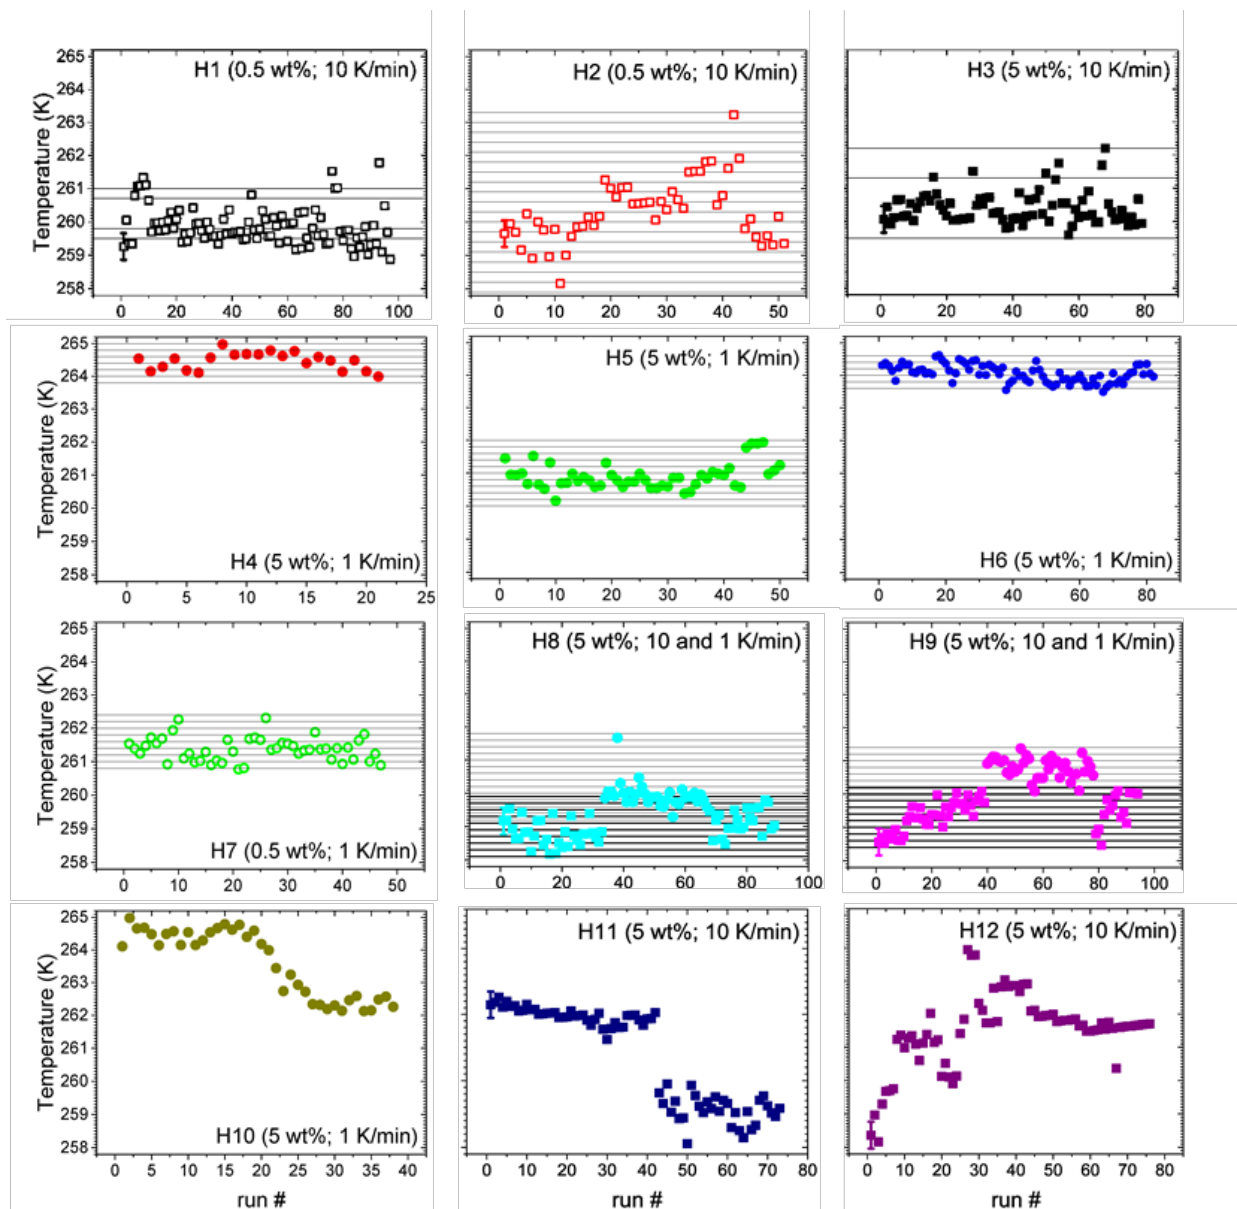 H1 (0.5 wt%; 10 K/min)
H2 (0.5 wt%; 10 K/min)
H3 (5 wt%; 10 K/min)
Temperature (K)
265
264
263
262
261
260
259
258
0 20 40 60 80 100
0 10 20 30 40 50
0 20 40 60 80
H4 (5 wt%; 1 K/min)
H5 (5 wt%; 1 K/min)
H6 (5 wt%; 1 K/min)
Temperature (K)
265
264
263
262
261
260
259
258
0 5 10 15 20 25
0 10 20 30 40 50
0 20 40 60 80
H7 (0.5 wt%; 1 K/min)
H8 (5 wt%; 10 and 1 K/min)
H9 (5 wt%; 10 and 1 K/min)
Temperature (K)
265
264
263
262
261
260
259
258
0 10 20 30 40 50
0 20 40 60 80 100
0 20 40 60 80 100
H10 (5 wt%; 1 K/min)
H11 (5 wt%; 10 K/min)
H12 (5 wt%; 10 K/min)
Temperature (K)
265
264
263
262
261
260
259
258
0 5 10 15 20 25 30 35 40
0 10 20 30 40 50 60 70 80
0 10 20 30 40 50 60 70 80
run #
run #
run #